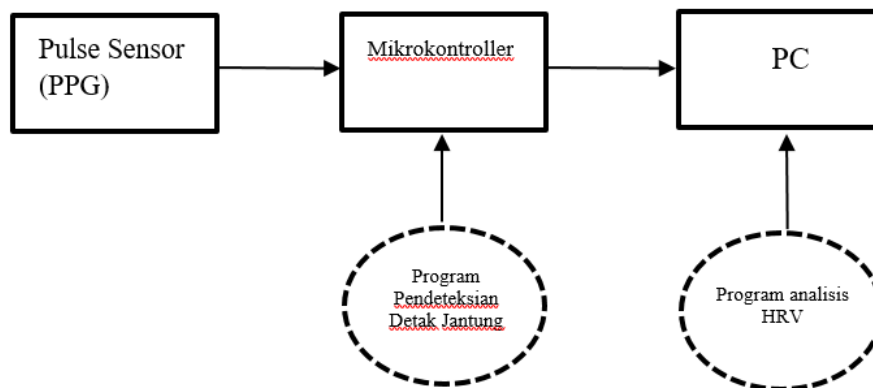 Pulse Sensor
(PPG)
Mikrokontroller
PC
Program
Pendeteksian
Detak Jantung
Program analisis
HRV